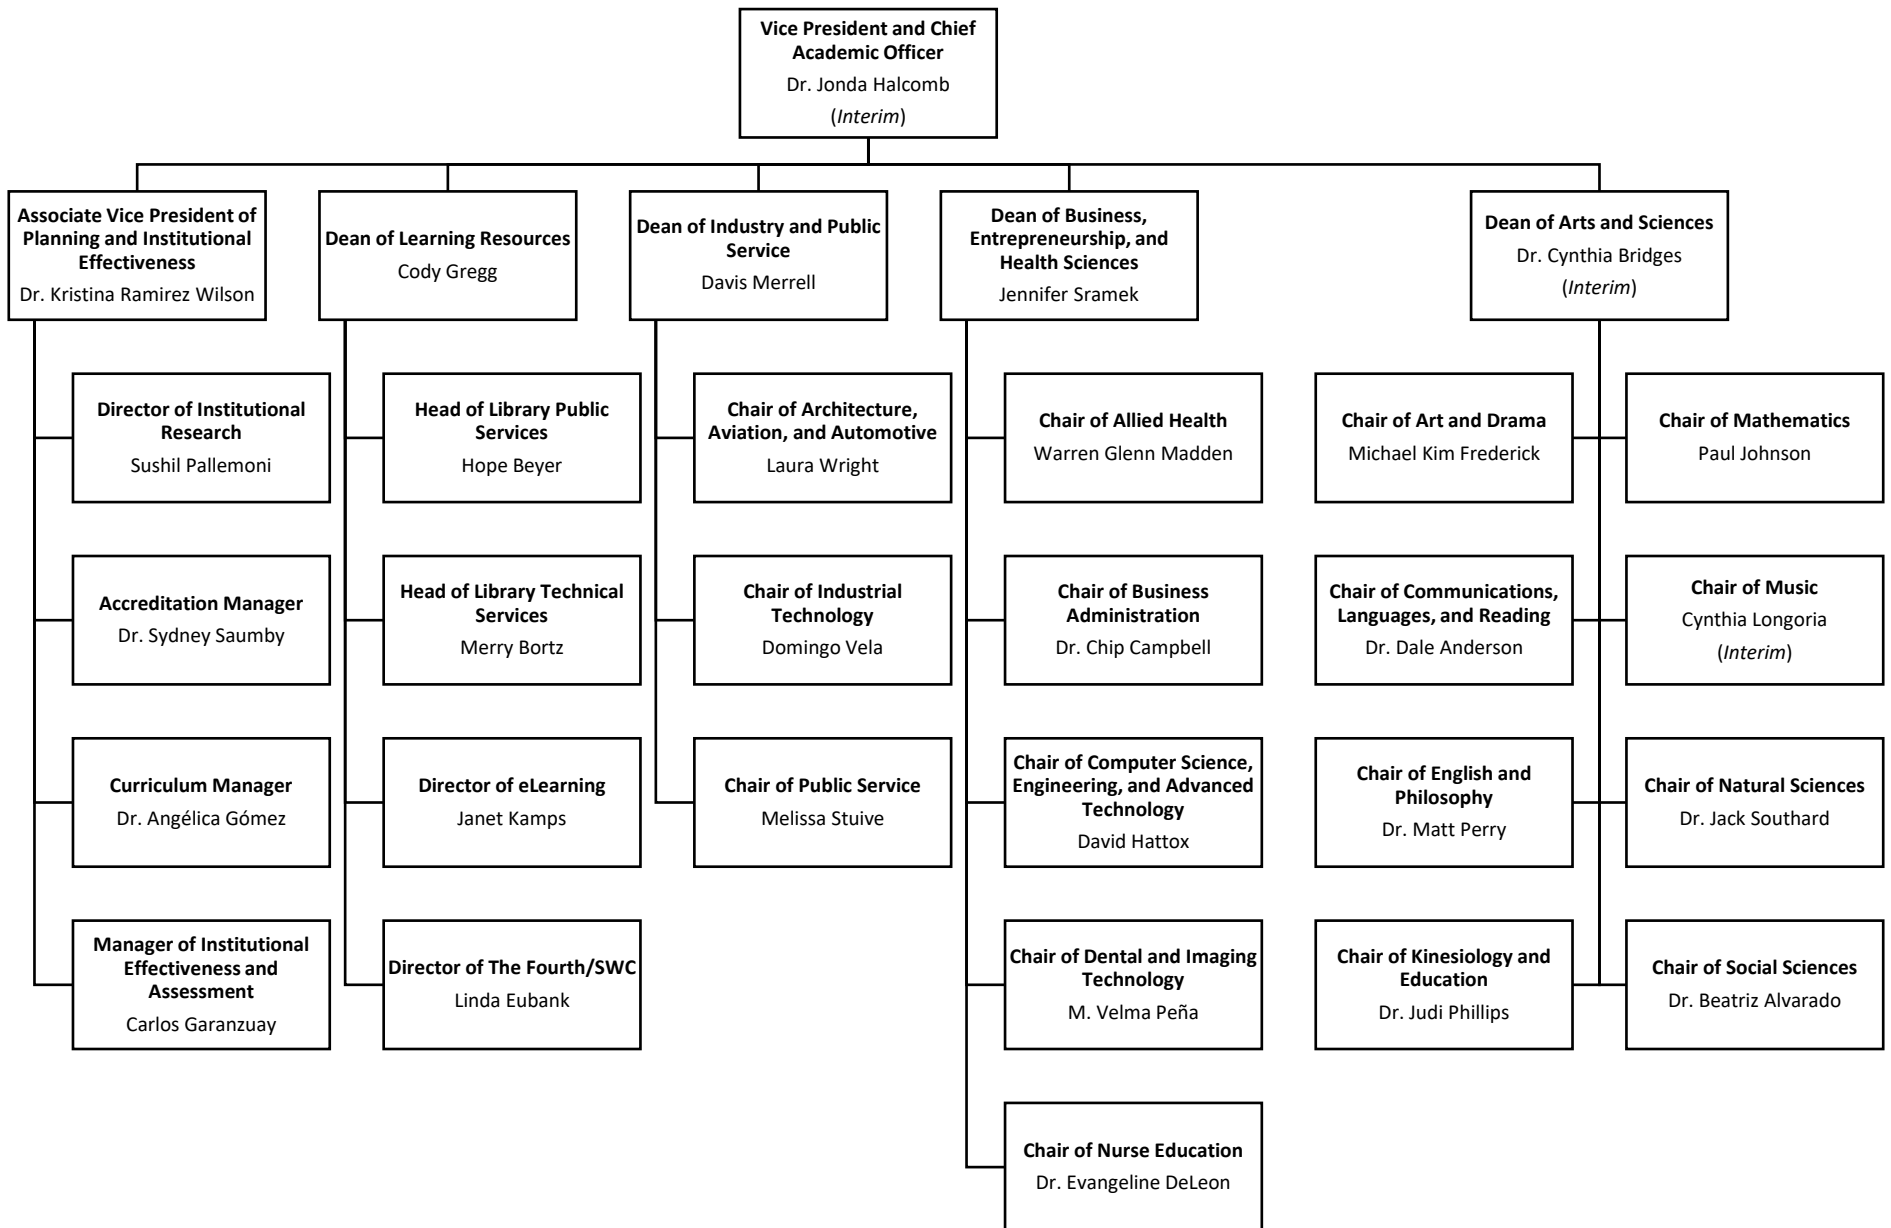 Vice President and Chief
Academic Officer
Dr. Jonda Halcomb
(Interim)
Associate Vice President of
Planning and Institutional
Effectiveness
Dr. Kristina Ramirez Wilson
Dean of Learning Resources
Cody Gregg
Dean of Industry and Public
Service
Davis Merrell
Dean of Business,
Entrepreneurship, and
Health Sciences
Jennifer Sramek
Dean of Arts and Sciences
Dr. Cynthia Bridges
(Interim)
Director of Institutional
Research
Sushil Pallemoni
Head of Library Public
Services
Hope Beyer
Chair of Architecture,
Aviation, and Automotive
Laura Wright
Chair of Allied Health
Warren Glenn Madden
Chair of Art and Drama
Michael Kim Frederick
Chair of Mathematics
Paul Johnson
Accreditation Manager
Dr. Sydney Saumby
Head of Library Technical
Services
Merry Bortz
Chair of Industrial
Technology
Domingo Vela
Chair of Business
Administration
Dr. Chip Campbell
Chair of Communications,
Languages, and Reading
Dr. Dale Anderson
Chair of Music
Cynthia Longoria
(Interim)
Curriculum Manager
Dr. Angélica Gómez
Director of eLearning
Janet Kamps
Chair of Public Service
Melissa Stuive
Chair of Computer Science,
Engineering, and Advanced
Technology
David Hattox
Chair of English and
Philosophy
Dr. Matt Perry
Chair of Natural Sciences
Dr. Jack Southard
Manager of Institutional
Effectiveness and
Assessment
Carlos Garanzuay
Director of The Fourth/SWC
Linda Eubank
Chair of Dental and Imaging
Technology
M. Velma Peña
Chair of Kinesiology and
Education
Dr. Judi Phillips
Chair of Social Sciences
Dr. Beatriz Alvarado
Chair of Nurse Education
Dr. Evangeline DeLeon